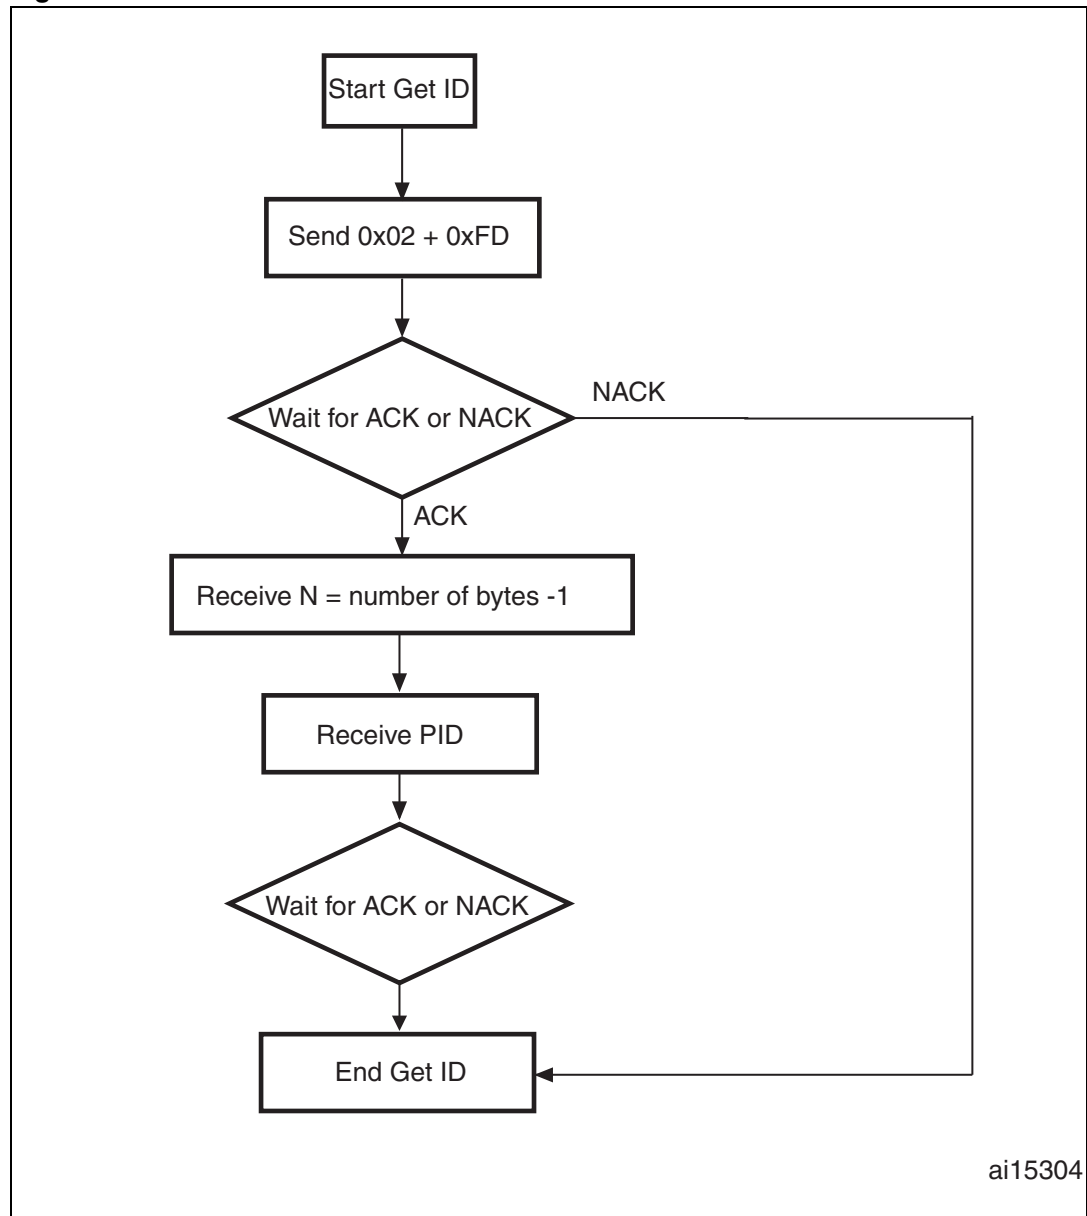 Start Get ID
Send 0x02 + 0xFD
Wait for ACK or NACK
NACK
ACK
Receive N = number of bytes -1
Receive PID
Wait for ACK or NACK
End Get ID
ai15304